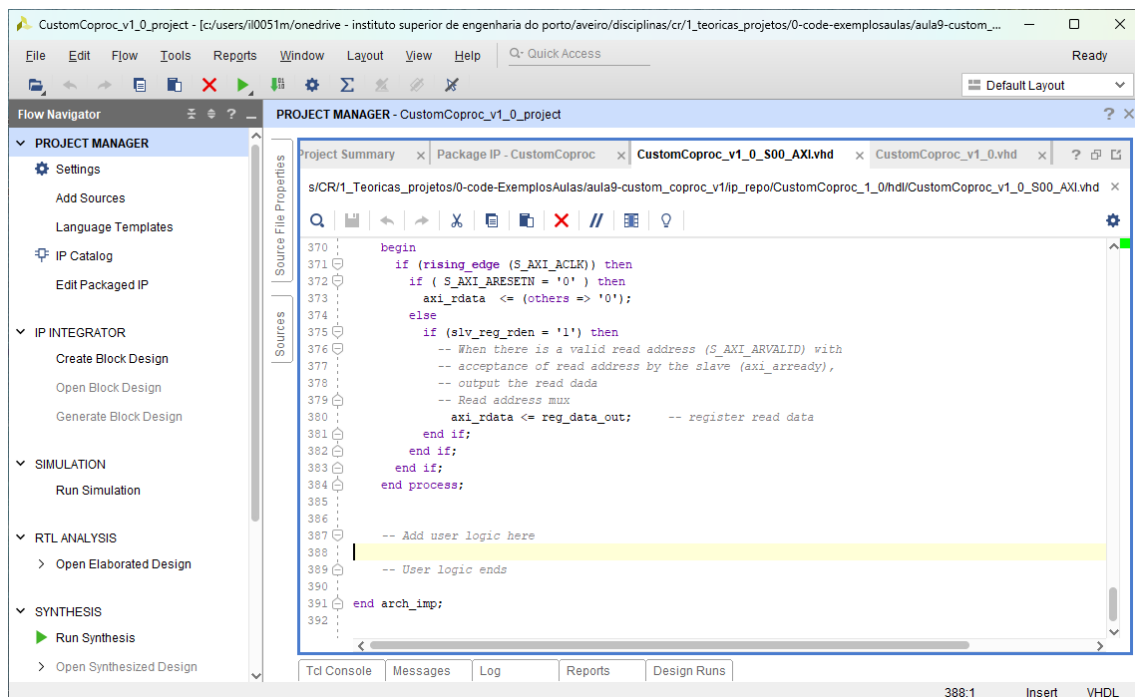 CustomCoproc_v1_0_project - [c:/users/il0051m/onedrive - instituto superior de engenharia do porto/aveiro/disciplinas/cr/1_teoricas_projetos/0-code-exemplosaulas/aula9-custom_...
File Edit Flow Tools Reports Window Layout View Help Q- Quick Access Ready
Default Layout
Flow Navigator
PROJECT MANAGER - CustomCoproc_v1_0_project
PROJECT MANAGER
Settings
Add Sources
Language Templates
IP Catalog
Edit Packaged IP
IP INTEGRATOR
Create Block Design
Open Block Design
Generate Block Design
SIMULATION
Run Simulation
RTL ANALYSIS
Open Elaborated Design
SYNTHESIS
Run Synthesis
Open Synthesized Design
Source File Properties
Sources
Project Summary Package IP - CustomCoproc CustomCoproc_v1_0_S00_AXI.vhd CustomCoproc_v1_0.vhd
s/CR/1_Teoricas_projetos/0-code-ExemplosAulas/aula9-custom_coproc_v1/ip_repo/CustomCoproc_1_0/hdl/CustomCoproc_v1_0_S00_AXI.vhd
370 begin
371 if (rising_edge (S_AXI_ACLK)) then
372 if ( S_AXI_ARESETN = '0' ) then
373 axi_rdata <= (others => '0');
374 else
375 if (slv_reg_rden = '1') then
376 -- When there is a valid read address (S_AXI_ARVALID) with
377 -- acceptance of read address by the slave (axi_arready),
378 -- output the read dada
379 -- Read address mux
380 axi_rdata <= reg_data_out; -- register read data
381 end if;
382 end if;
383 end if;
384 end process;
385
386
387 -- Add user logic here
388
389 -- User logic ends
390
391 end arch_imp;
392
Tcl Console Messages Log Reports Design Runs
388:1 Insert VHDL